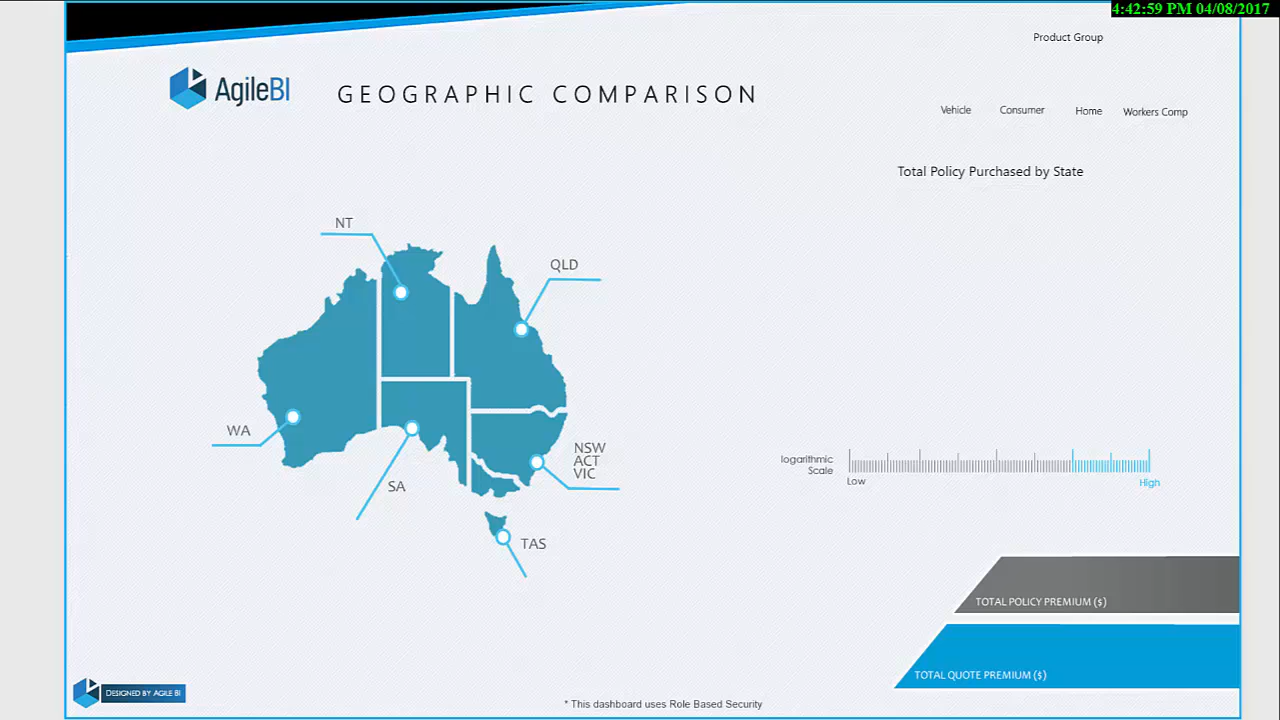 4:42:59 PM 04/08/2017
Product Group
AgileBI
GEOGRAPHIC COMPARISON
Vehicle
Consumer
Home
Workers Comp
Total Policy Purchased by State
NT
QLD
WA
SA
NSW
ACT
VIC
TAS
logarithmic
Scale
Low
High
TOTAL POLICY PREMIUM ($)
TOTAL QUOTE PREMIUM ($)
DESIGNED BY AGILE BI
* This dashboard uses Role Based Security